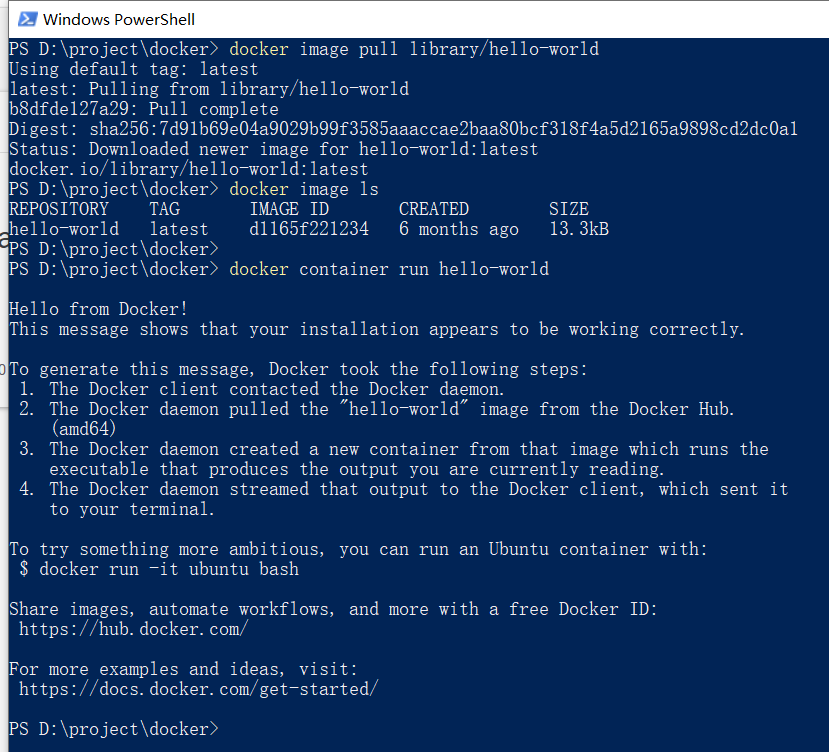 Windows PowerShell
PS D:\project\docker> docker image pull library/hello-world
Using default tag: latest
latest: Pulling from library/hello-world
b8dfde127a29: Pull complete
Digest: sha256:7d91b69e04a9029b99f3585aaaccae2baa80bcf318f4a5d2165a9898cd2dc0a1
Status: Downloaded newer image for hello-world:latest
docker.io/library/hello-world:latest
PS D:\project\docker> docker image ls
REPOSITORY    TAG       IMAGE ID       CREATED        SIZE
hello-world   latest    d1165f221234   6 months ago   13.3kB
PS D:\project\docker>
PS D:\project\docker> docker container run hello-world
Hello from Docker!
This message shows that your installation appears to be working correctly.
To generate this message, Docker took the following steps:
1. The Docker client contacted the Docker daemon.
2. The Docker daemon pulled the "hello-world" image from the Docker Hub.
(amd64)
3. The Docker daemon created a new container from that image which runs the
executable that produces the output you are currently reading.
4. The Docker daemon streamed that output to the Docker client, which sent it
to your terminal.
To try something more ambitious, you can run an Ubuntu container with:
$ docker run -it ubuntu bash
Share images, automate workflows, and more with a free Docker ID:
https://hub.docker.com/
For more examples and ideas, visit:
https://docs.docker.com/get-started/
PS D:\project\docker>